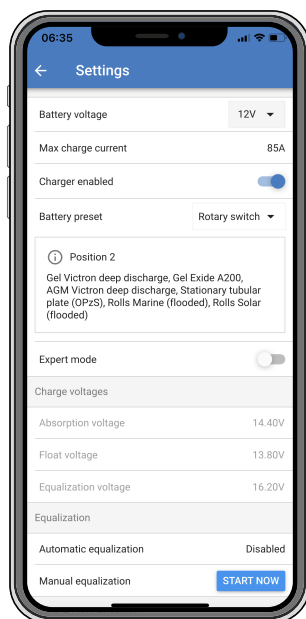 06:35
Settings
Battery voltage 12V
Max charge current 85A
Charger enabled
Battery preset Rotary switch
Position 2
Gel Victron deep discharge, Gel Exide A200,
AGM Victron deep discharge, Stationary tubular
plate (OPzS), Rolls Marine (flooded), Rolls Solar
(flooded)
Expert mode
Charge voltages
Absorption voltage 14.40V
Float voltage 13.80V
Equalization voltage 16.20V
Equalization
Automatic equalization Disabled
Manual equalization START NOW